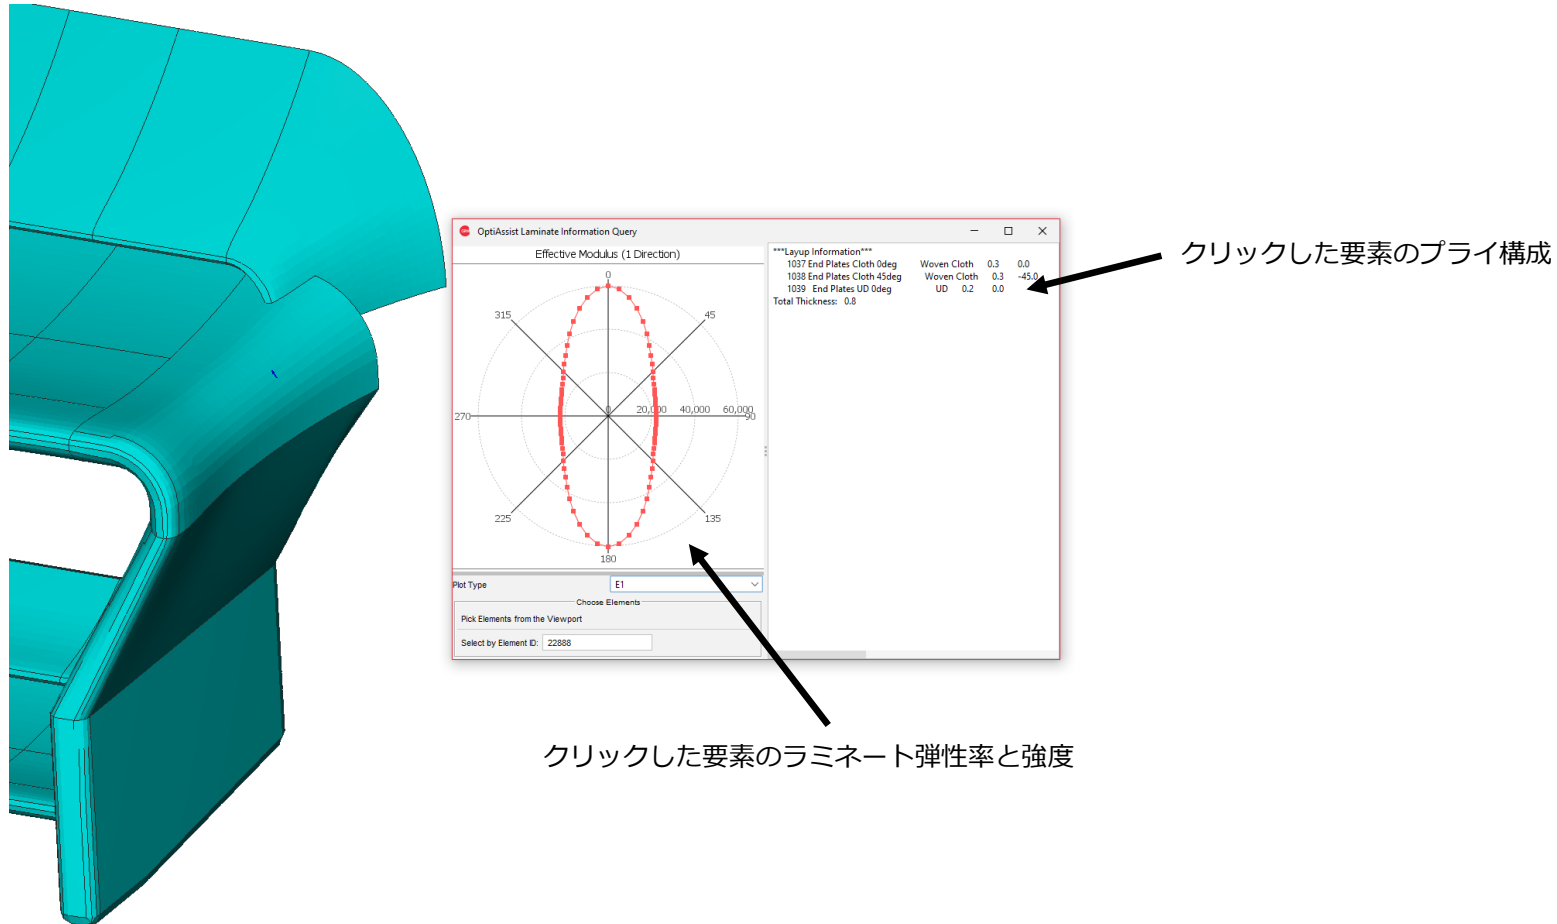 OptiAssist Laminate Information Query
Effective Modulus (1 Direction)
0
315
45
270
0
20,000
40,000
60,000
90
225
135
180
Plot Type
E1
Choose Elements
Pick Elements from the Viewport
Select by Element ID:
22888
***Layup Information***
1037 End Plates Cloth 0deg Woven Cloth 0.3 0.0
1038 End Plates Cloth 45deg Woven Cloth 0.3 -45.0
1039 End Plates UD 0deg UD 0.2 0.0
Total Thickness: 0.8
クリックした要素のプライ構成
クリックした要素のラミネート弾性率と強度